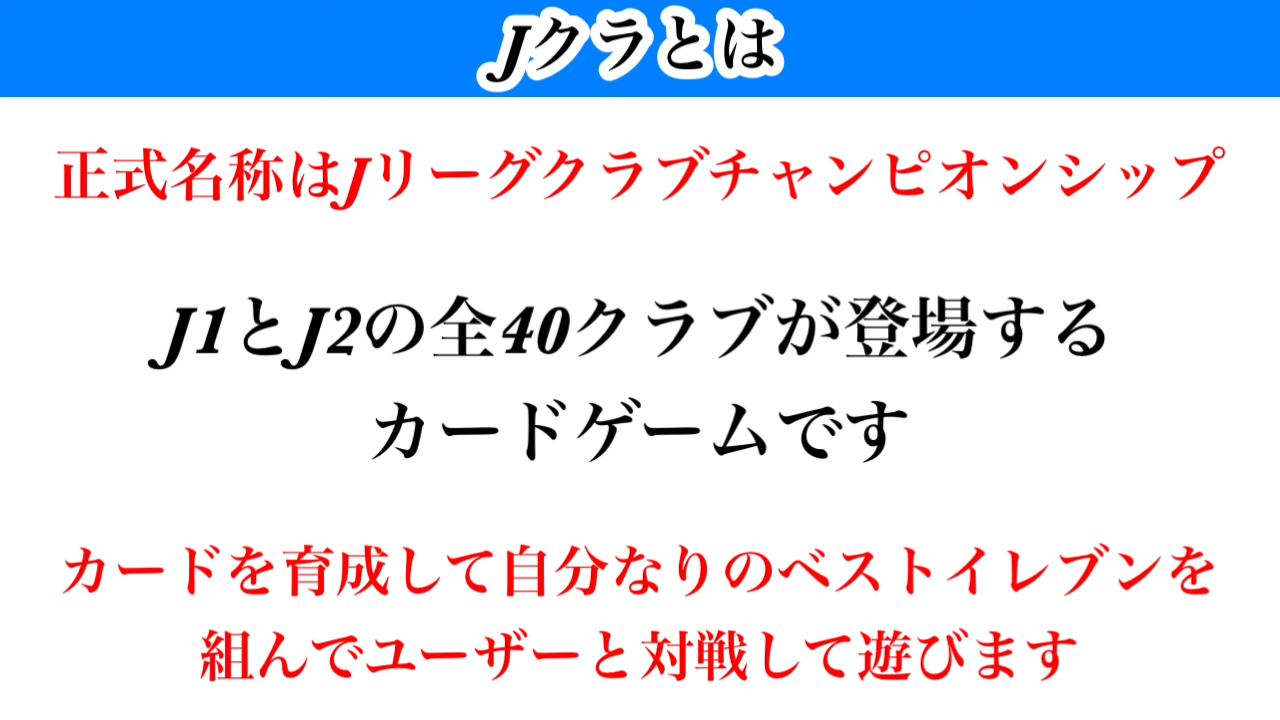 Jクラとは
正式名称はJリーグクラブチャンピオンシップ
J1とJ2の全40クラブが登場する
カードゲームです
カードを育成して自分なりのベストイレブンを
組んでユーザーと対戦して遊びます